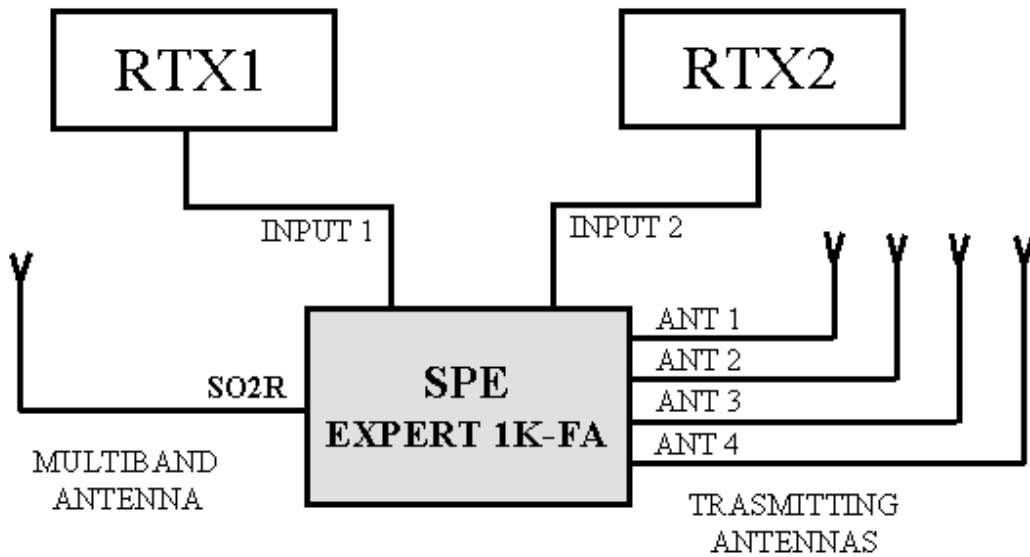 RTX1
RTX2
INPUT 1
INPUT 2
ANT 1
ANT 2
ANT 3
ANT 4
SO2R
SPE
EXPERT 1K-FA
MULTIBAND
ANTENNA
TRASMITTING
ANTENNAS